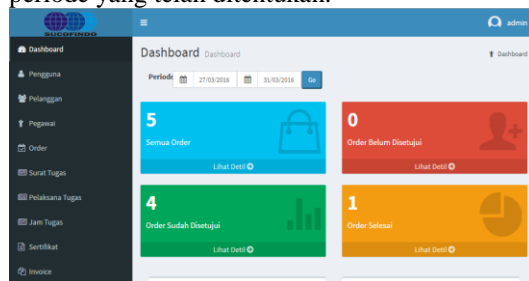 periode yang telah ditentukan.
SUCOFINDO
admin
Dashboard
Dashboard Dashboard
Dashboard
Pengguna
Periode 27/03/2016 31/03/2016 Go
Pelanggan
Pegawai
Order
Surat Tugas
Pelaksana Tugas
Jam Tugas
Sertifikat
Invoice
5
Semua Order
Lihat Detil
0
Order Belum Disetujui
Lihat Detil
4
Order Sudah Disetujui
Lihat Detil
1
Order Selesai
Lihat Detil